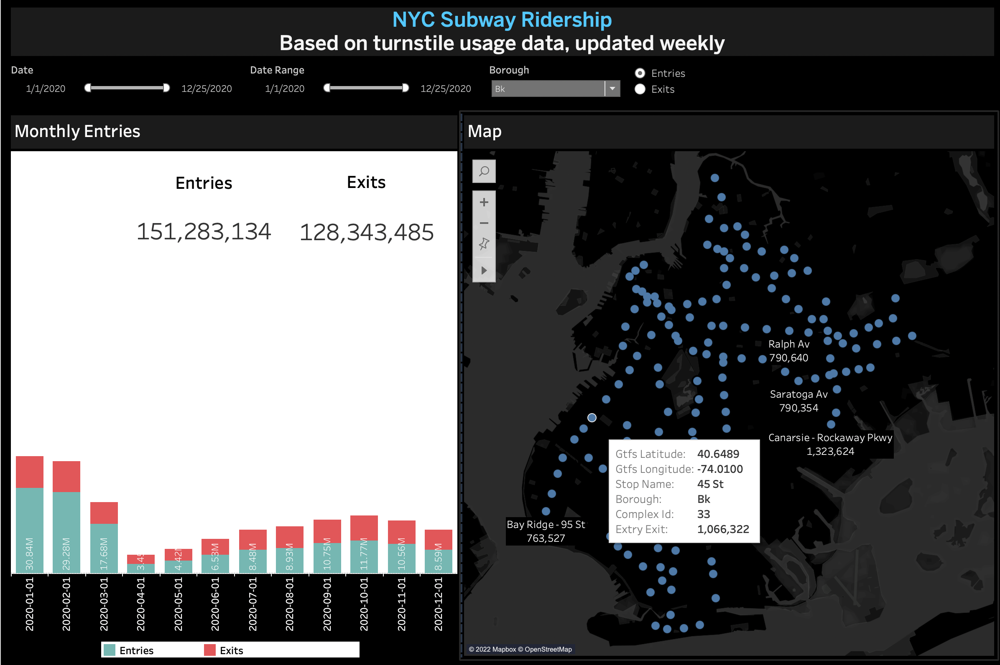 NYC Subway Ridership
Based on turnstile usage data, updated weekly
Date
1/1/2020
12/25/2020
Date Range
1/1/2020
12/25/2020
Borough
Bk
Entries
Exits
Monthly Entries
Entries
Exits
151,283,134
128,343,485
30.84M
29.28M
17.68M
3.45
4.42M
6.53M
8.48M
8.93M
10.75M
11.77M
10.56M
8.59M
2020-01-01
2020-02-01
2020-03-01
2020-04-01
2020-05-01
2020-06-01
2020-07-01
2020-08-01
2020-09-01
2020-10-01
2020-11-01
2020-12-01
Entries
Exits
Map
Ralph Av
790,640
Saratoga Av
790,354
Canarsie - Rockaway Pkwy
1,323,624
Gtfs Latitude: 40.6489
Gtfs Longitude: -74.0100
Stop Name: 45 St
Borough: Bk
Complex Id: 33
Extry Exit: 1,066,322
Bay Ridge - 95 St
763,527
© 2022 Mapbox © OpenStreetMap